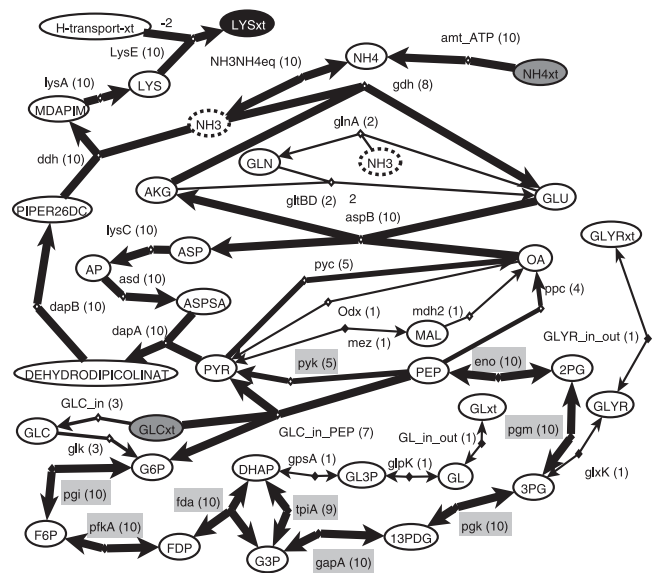 H-transport-xt
-2
LYSxt
LysE (10)
amt_ATP (10)
NH3NH4eq (10)
NH4
lysA (10)
LYS
gdh (8)
NH4xt
MDAPIM
NH3
glnA (2)
GLN
NH3
ddh (10)
AKG
GLU
gltBD (2)
2
PIPER26DC
aspB (10)
lysC (10)
GLYRxt
ASP
AP
OA
pyc (5)
asd (10)
ppc (4)
ASPSA
dapB (10)
Odx (1)
mdh2 (1)
dapA (10)
MAL
GLYR_in_out (1)
mez (1)
DEHYDRODIPICOLINAT
PYR
pyk (5)
PEP
eno (10)
2PG
GLC_in (3)
GLxt
GLYR
GLC
GLCxt
GLC_in_PEP (7)
GL_in_out (1)
pgm (10)
glk (3)
gpsA (1)
glpK (1)
G6P
DHAP
GL3P
GL
glxK (1)
3PG
pgi (10)
fda (10)
tpiA (9)
pfkA (10)
pgk (10)
F6P
FDP
13PDG
G3P
gapA (10)